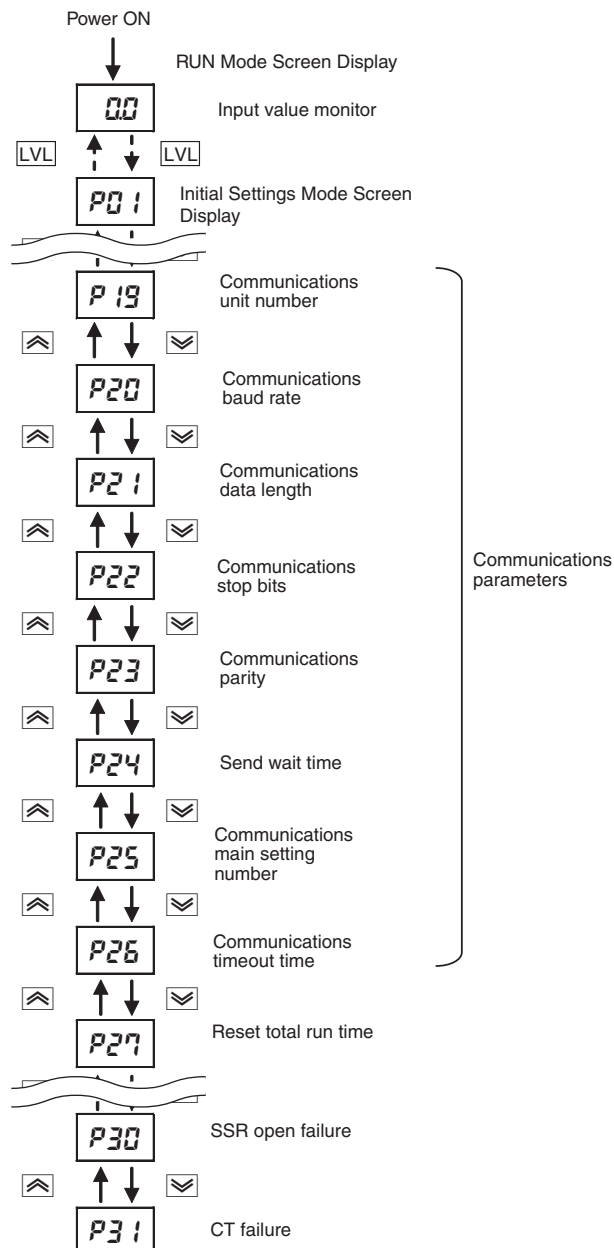 Power ON
RUN Mode Screen Display
0.0
Input value monitor
LVL
LVL
P01
Initial Settings Mode Screen
Display
P19
Communications
unit number
P20
Communications
baud rate
P21
Communications
data length
P22
Communications
stop bits
Communications
parameters
P23
Communications
parity
P24
Send wait time
P25
Communications
main setting
number
P26
Communications
timeout time
P27
Reset total run time
P30
SSR open failure
P31
CT failure